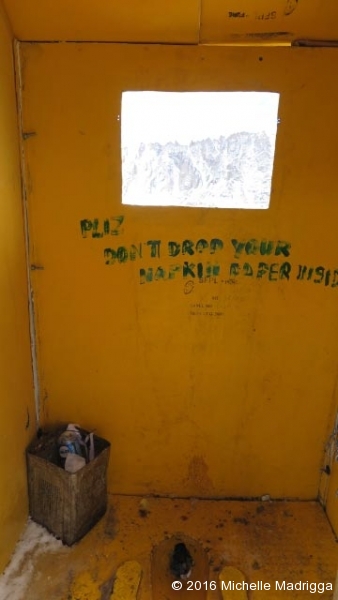 PLIZ
DON'T DROP YOUR
NAPKIN PAPER INSID
© 2016 Michelle Madrigga